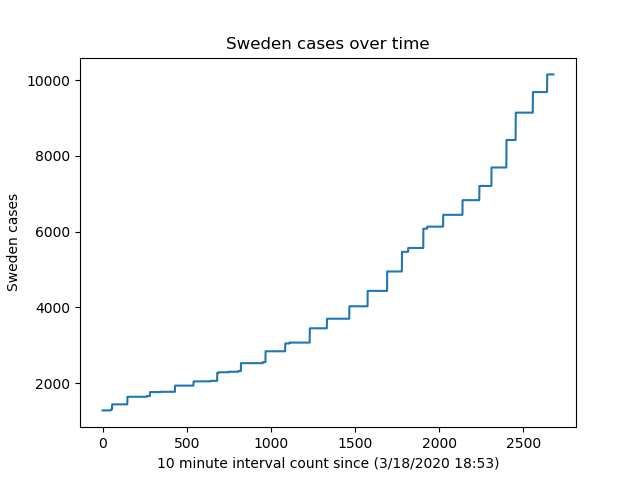 Sweden cases over time
10000
8000
6000
4000
2000
Sweden cases
0 500 1000 1500 2000 2500
10 minute interval count since (3/18/2020 18:53)